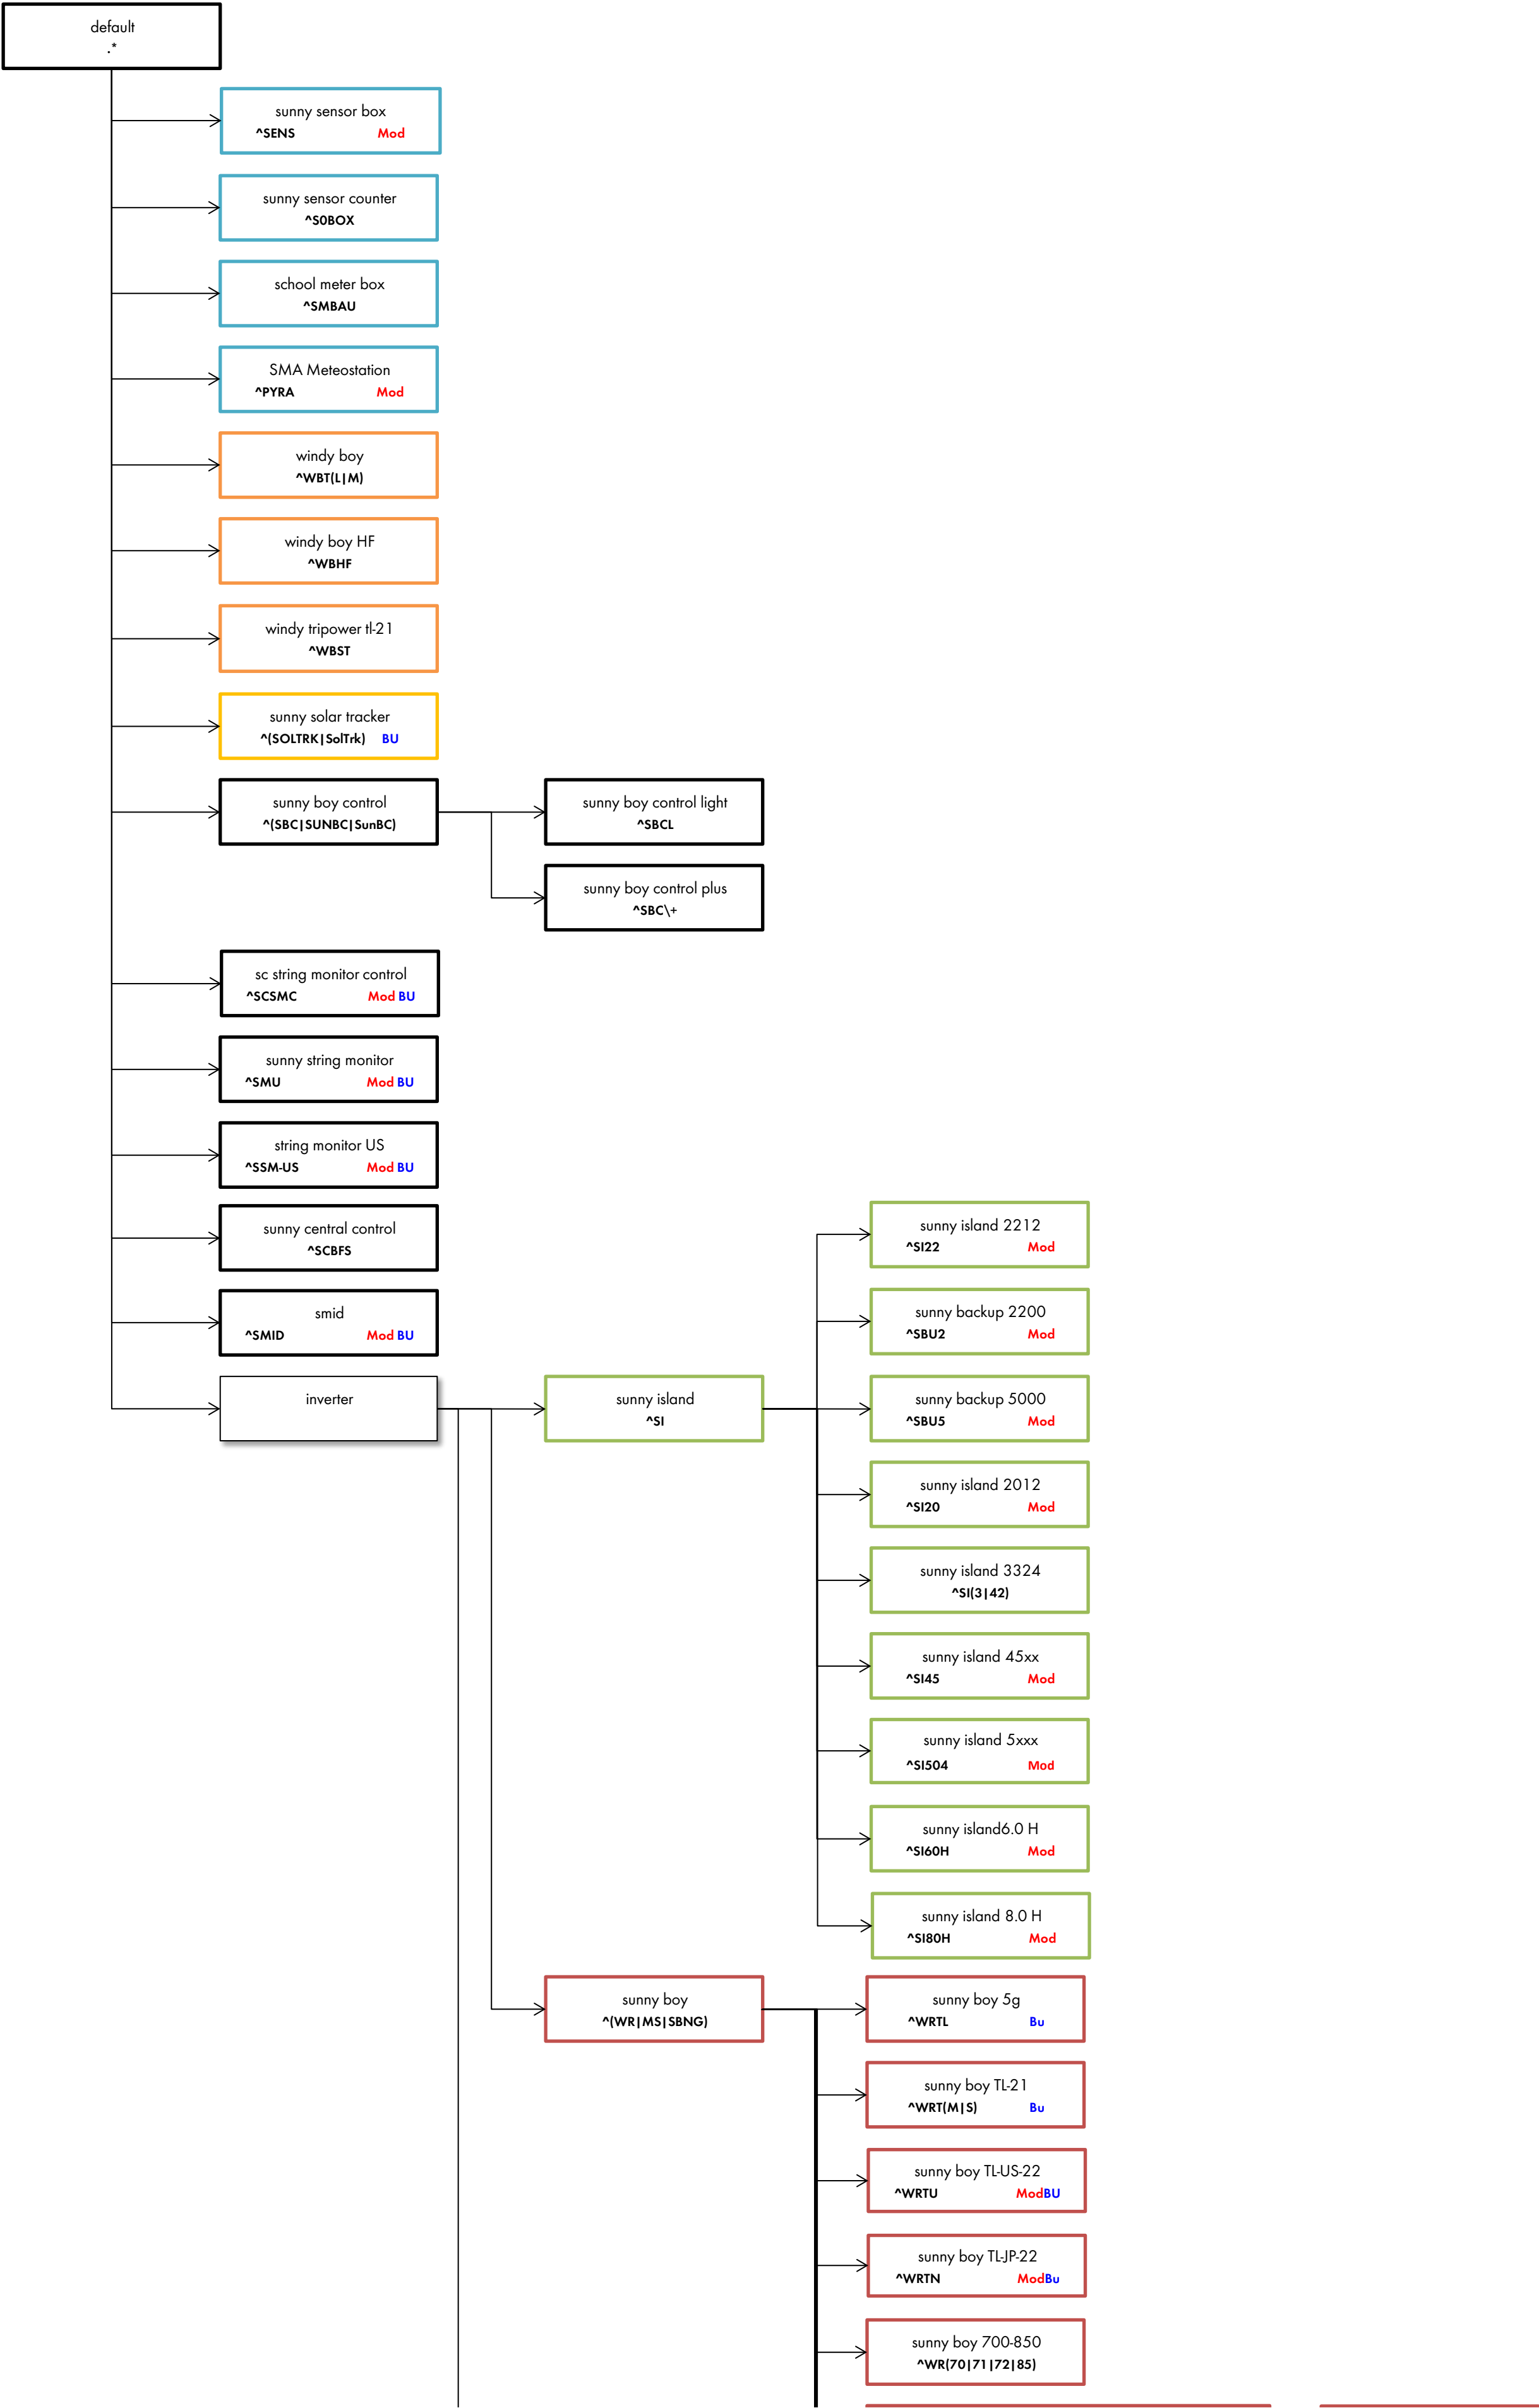 default
.*
sunny sensor box
^SENS Mod
sunny sensor counter
^S0BOX
school meter box
^SMBAU
SMA Meteostation
^PYRA Mod
windy boy
^WBT(L|M)
windy boy HF
^WBHF
windy tripower tl-21
^WBST
sunny solar tracker
^(SOLTRK|SolTrk) BU
sunny boy control
^(SBC|SUNBC|SunBC)
sunny boy control light
^SBCL
sunny boy control plus
^SBC\+
sc string monitor control
^SCSMC Mod BU
sunny string monitor
^SMU Mod BU
string monitor US
^SSM-US Mod BU
sunny central control
^SCBFS
smid
^SMID Mod BU
inverter
sunny island
^SI
sunny island 2212
^SI22 Mod
sunny backup 2200
^SBU2 Mod
sunny backup 5000
^SBU5 Mod
sunny island 2012
^SI20 Mod
sunny island 3324
^SI(3|42)
sunny island 45xx
^SI45 Mod
sunny island 5xxx
^SI504 Mod
sunny island6.0 H
^SI60H Mod
sunny island 8.0 H
^SI80H Mod
sunny boy
^(WR|MS|SBNG)
sunny boy 5g
^WRTL Bu
sunny boy TL-21
^WRT(M|S) Bu
sunny boy TL-US-22
^WRTU ModBU
sunny boy TL-JP-22
^WRTN ModBu
sunny boy 700-850
^WR(70|71|72|85)